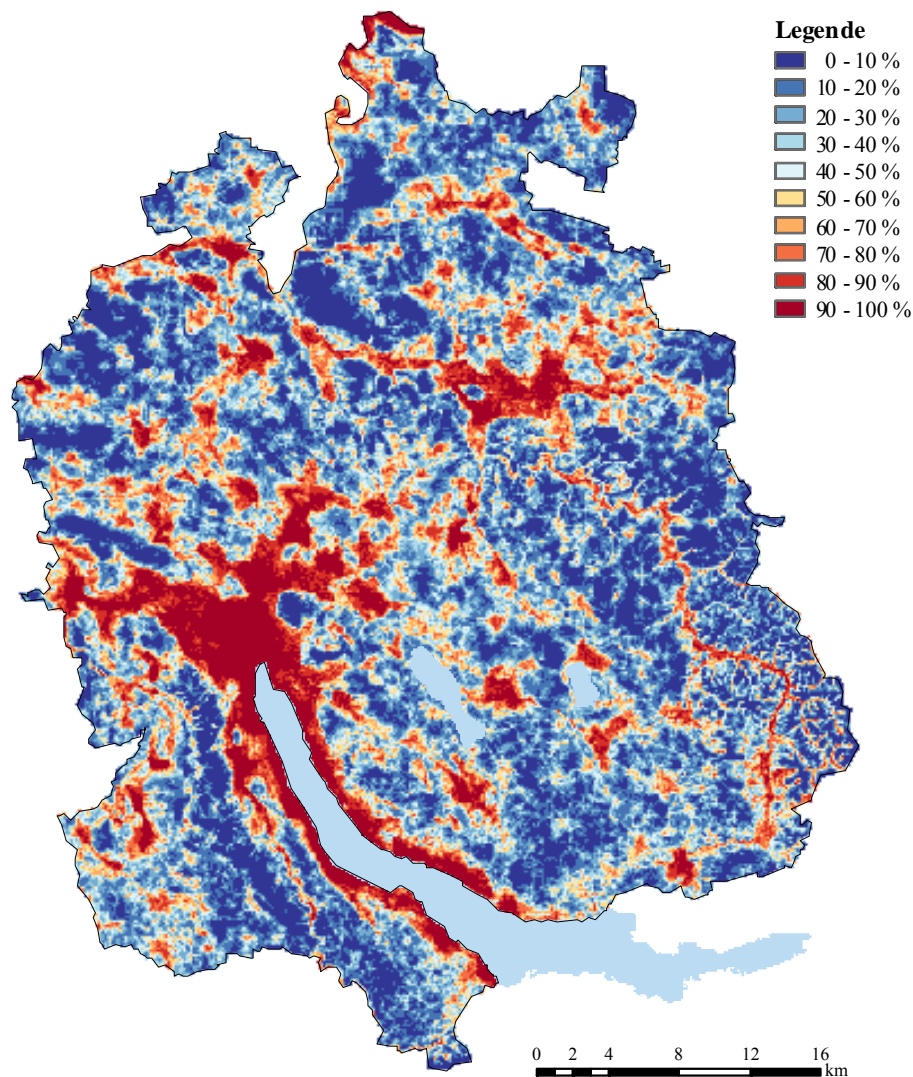 Legende
0 - 10 %
10 - 20 %
20 - 30 %
30 - 40 %
40 - 50 %
50 - 60 %
60 - 70 %
70 - 80 %
80 - 90 %
90 - 100 %
0 2 4 8 12 16
km